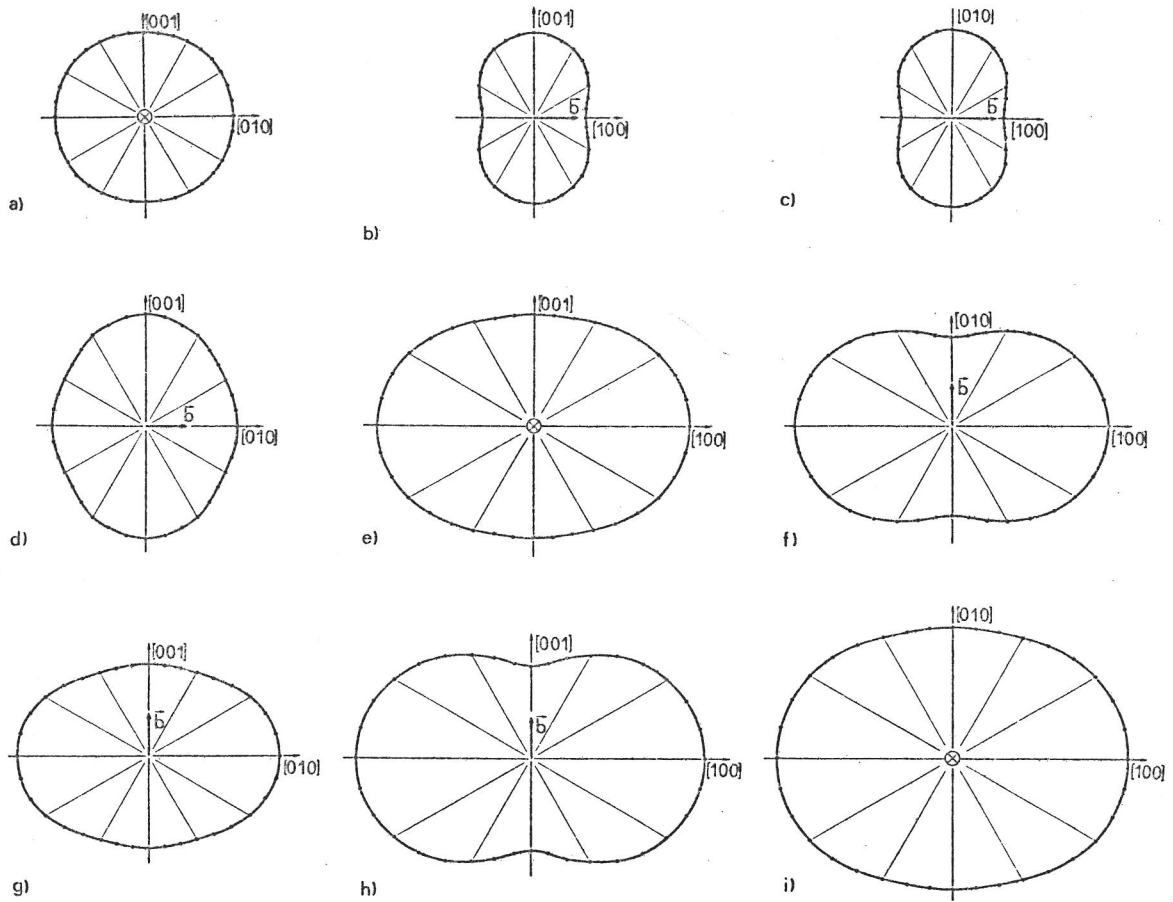 [001]
[010]
a)
[001]
b̄
[100]
b)
[010]
b̄
[100]
c)
[001]
b̄
[010]
d)
[001]
[100]
e)
[010]
b̄
[100]
f)
[001]
b̄
[010]
g)
[001]
b̄
[100]
h)
[010]
[100]
i)